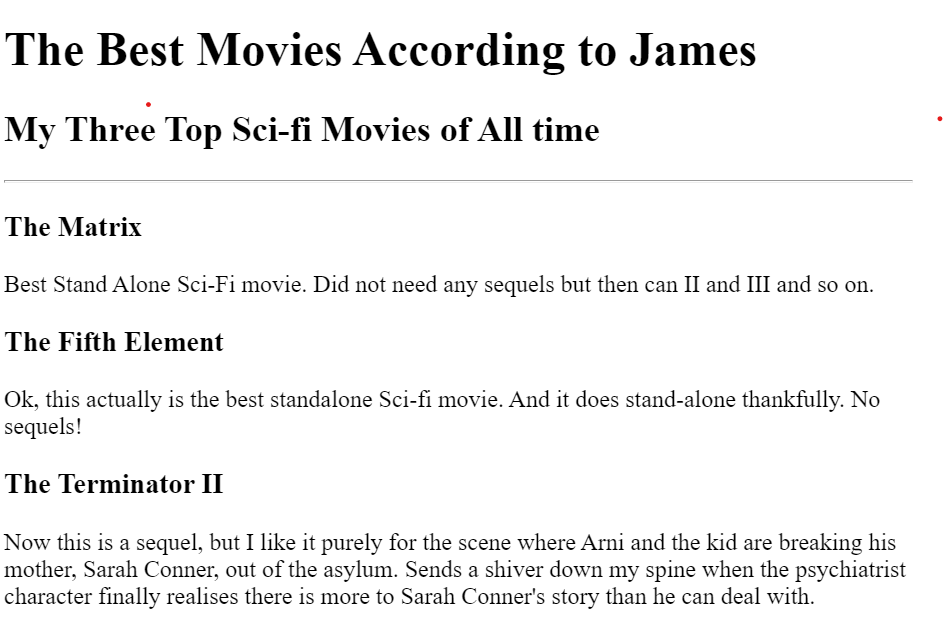 The Best Movies According to James
My Three Top Sci-fi Movies of All time
The Matrix
Best Stand Alone Sci-Fi movie. Did not need any sequels but then can II and III and so on.
The Fifth Element
Ok, this actually is the best standalone Sci-fi movie. And it does stand-alone thankfully. No
sequels!
The Terminator II
Now this is a sequel, but I like it purely for the scene where Arni and the kid are breaking his
mother, Sarah Conner, out of the asylum. Sends a shiver down my spine when the psychiatrist
character finally realises there is more to Sarah Conner's story than he can deal with.